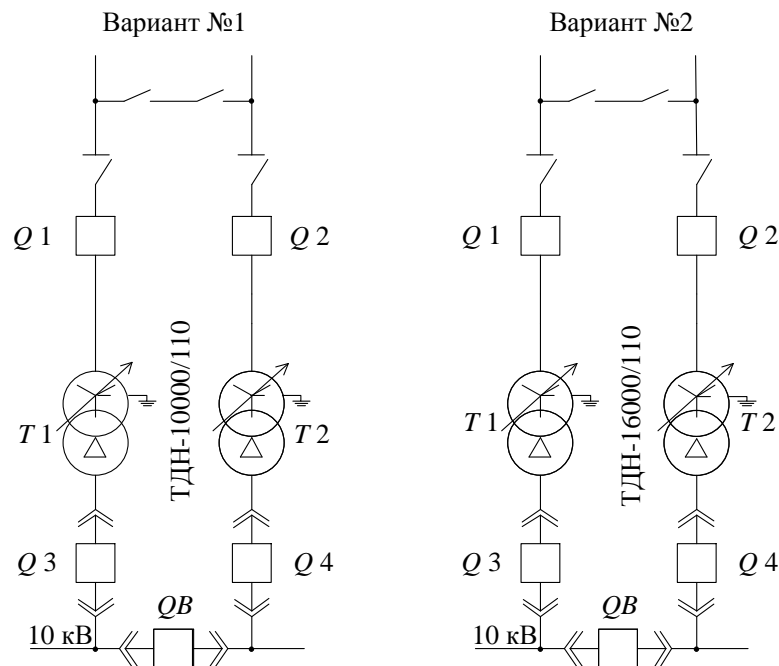 Вариант №1
Вариант №2
Q 1
Q 2
Q 1
Q 2
ТДН-10000/110
ТДН-16000/110
T 1
T 2
T 1
T 2
Q 3
Q 4
Q 3
Q 4
QB
QB
10 кВ
10 кВ